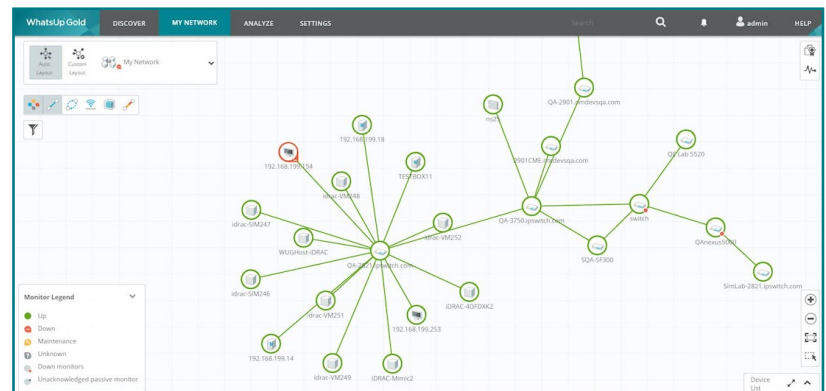 WhatsUp Gold
DISCOVER
MY NETWORK
ANALYZE
SETTINGS
Search
admin
HELP
Auto Layout
Custom Layout
My Network
QA-2901.qmdevsqa.com
ns25
192.168.199.18
2901CME.qmdevsqa.com
QE Lab 5520
192.168.199.154
TESTBOX11
idrac-VM248
idrac-SIM247
QA-3750.ipswitch.com
switch
idrac-VM252
WUGHost-iDRAC
QAnexus5000
QA-2821.ipswitch.com
SQA-SF300
SimLab-2821.ipswitch.com
idrac-SIM246
iDRAC-4DFDXK2
idrac-VM251
192.168.199.253
192.168.199.14
idrac-VM249
iDRAC-Mimic2
Monitor Legend
Up
Down
Maintenance
Unknown
Down monitors
Unacknowledged passive monitor
Device
List